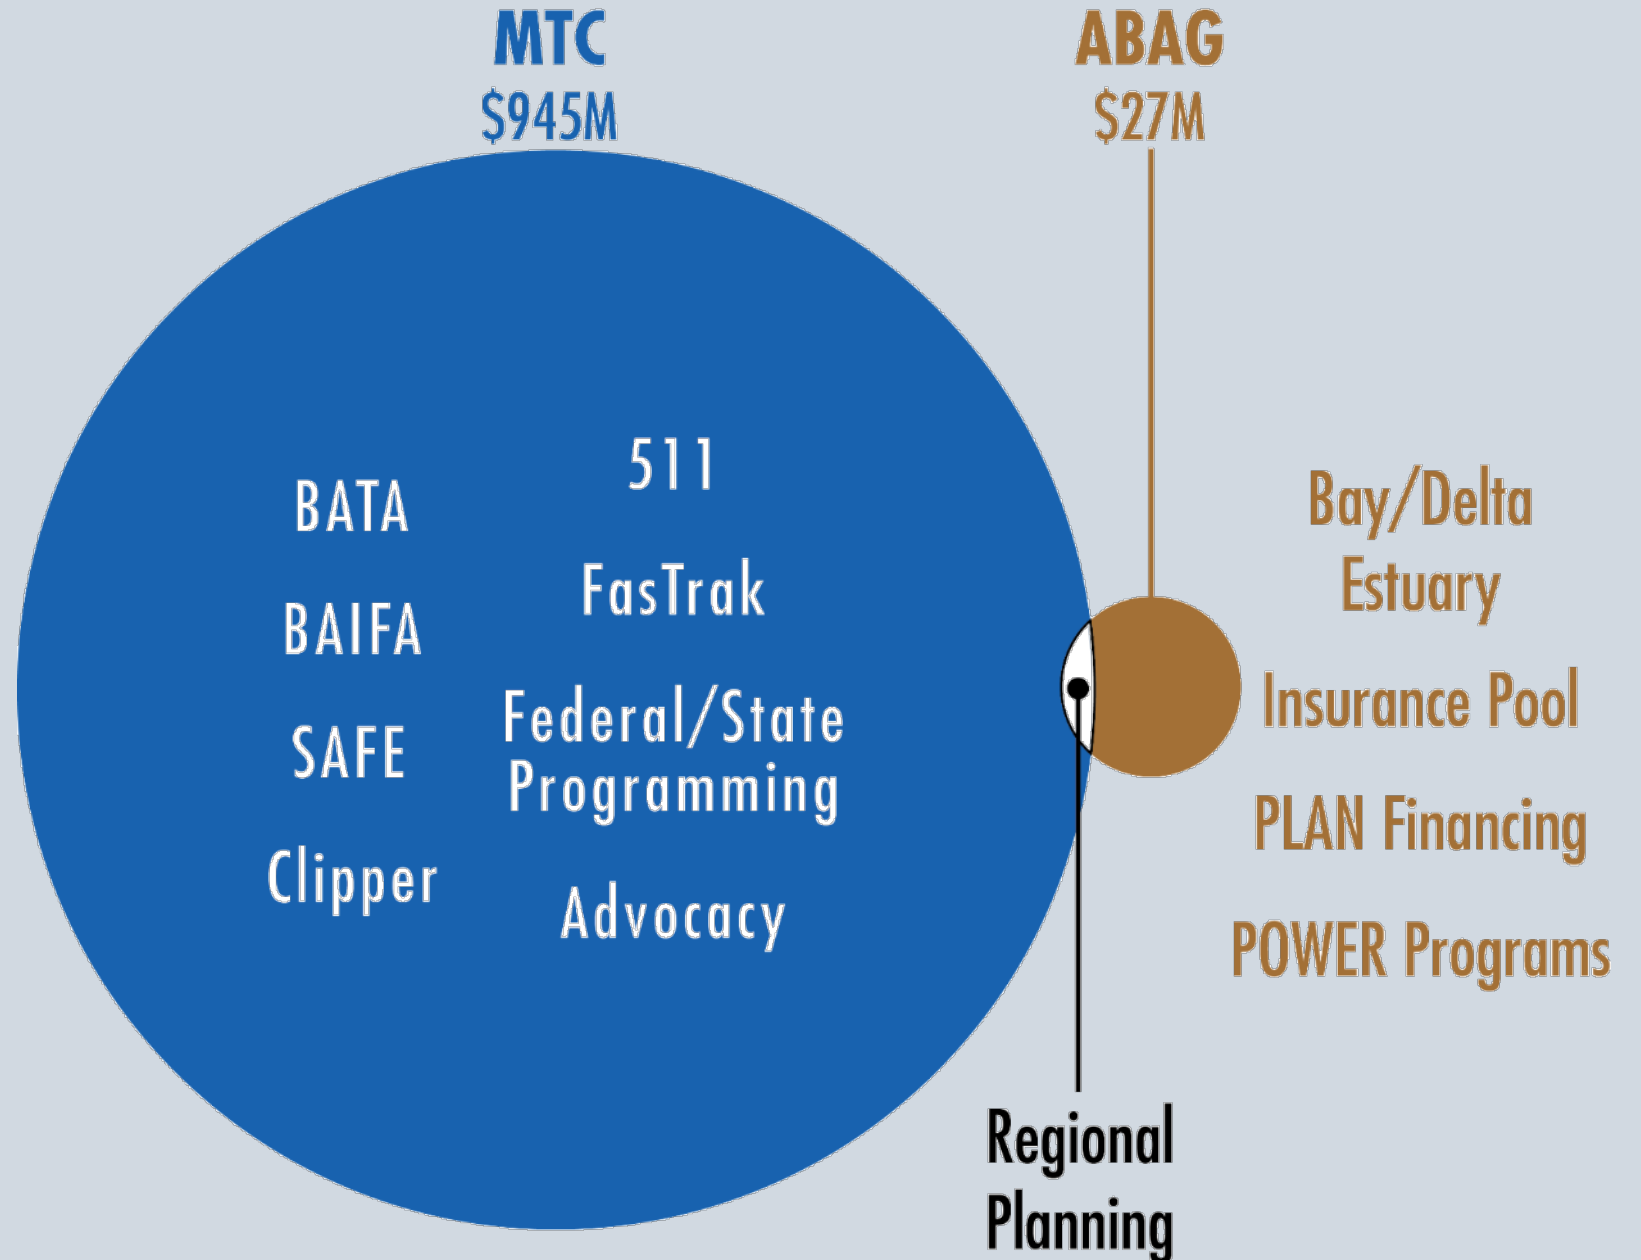 MTC
$945M
ABAG
$27M
BATA
BAIFA
SAFE
Clipper
511
FasTrak
Federal/State
Programming
Advocacy
Bay/Delta
Estuary
Insurance Pool
PLAN Financing
POWER Programs
Regional
Planning